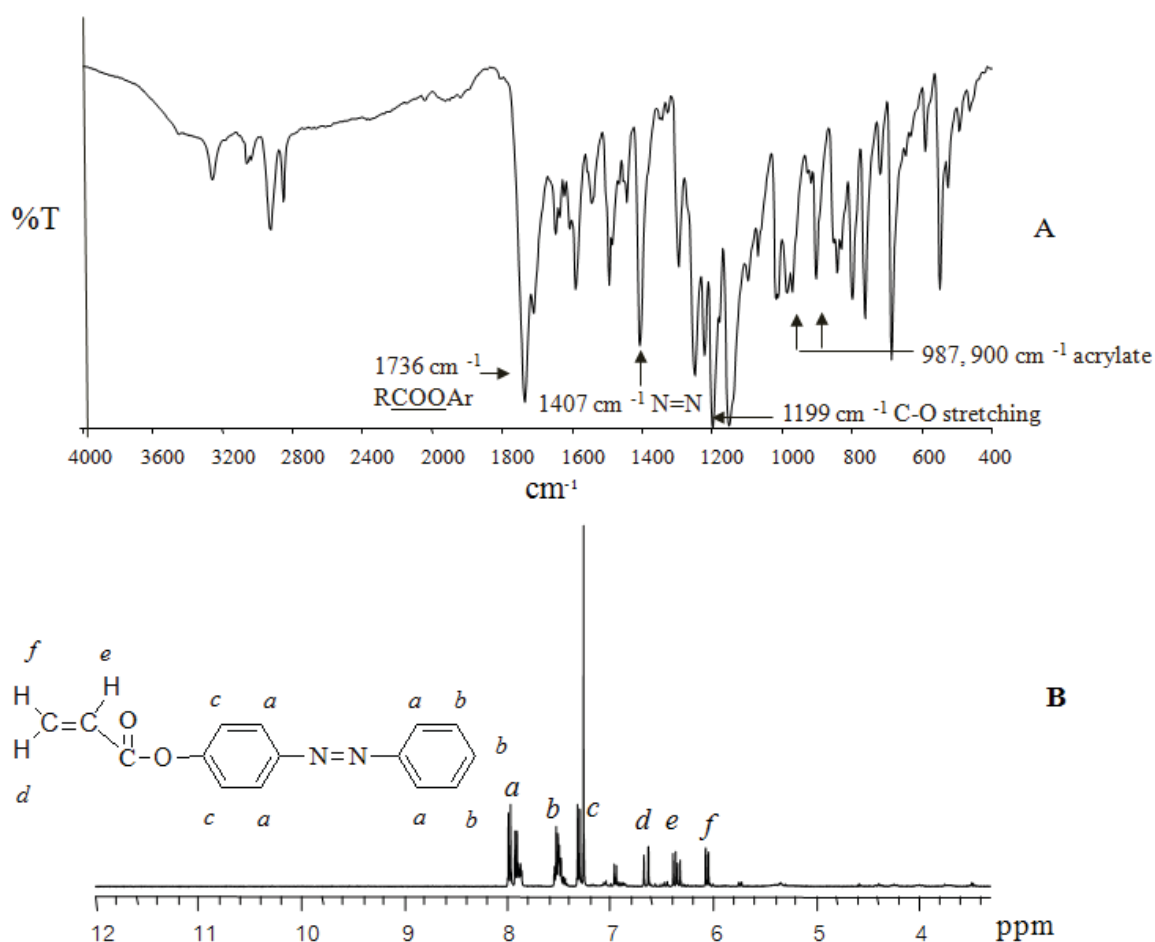 %T
A
1736 cm -1
RCOOAr
1407 cm -1 N=N
987, 900 cm -1 acrylate
1199 cm -1 C-O stretching
4000 3600 3200 2800 2000 1800 1600 1400 1200 1000 800 600 400
cm-1
B
f e
H H
c a a b
O
C=C
H C O N=N b
d
c a a b
a b c d e f
12 11 10 9 8 7 6 5 4 ppm